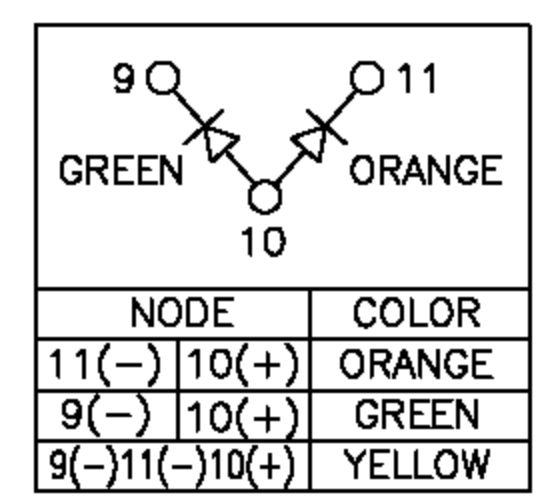 9 11
GREEN ORANGE
10
NODE COLOR
11(−) 10(+) ORANGE
9(−) 10(+) GREEN
9(−)11(−)10(+) YELLOW